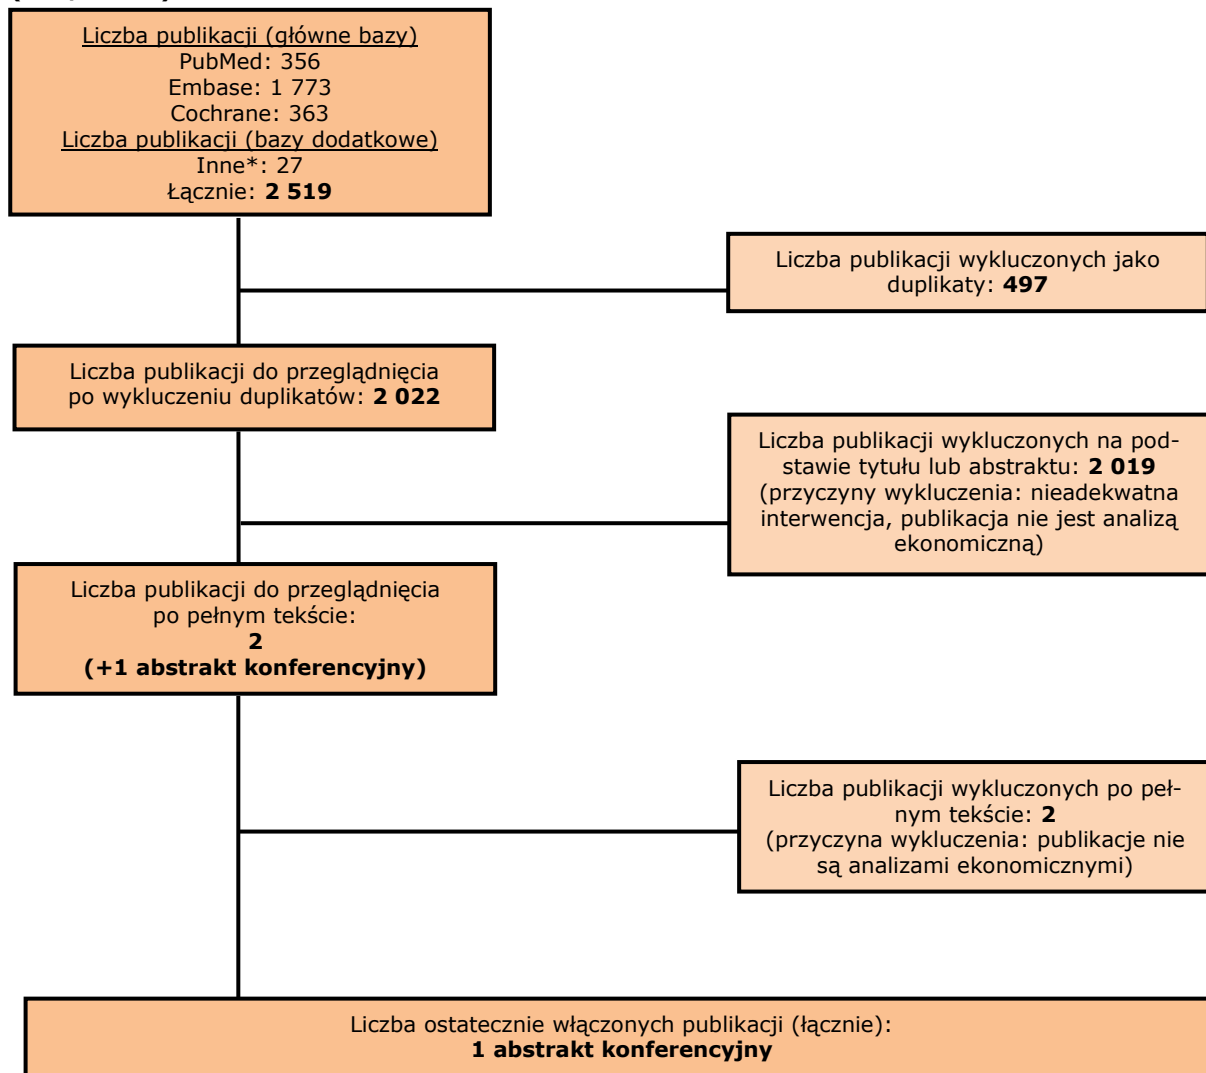 Liczba publikacji (główne bazy)
PubMed: 356
Embase: 1 773
Cochrane: 363
Liczba publikacji (bazy dodatkowe)
Inne*: 27
Łącznie: 2 519
Liczba publikacji wykluczonych jako
duplikaty: 497
Liczba publikacji do przeglądnięcia
po wykluczeniu duplikatów: 2 022
Liczba publikacji wykluczonych na pod-
stawie tytułu lub abstraktu: 2 019
(przyczyny wykluczenia: nieadekwatna
interwencja, publikacja nie jest analizą
ekonomiczną)
Liczba publikacji do przeglądnięcia
po pełnym tekście:
2
(+1 abstrakt konferencyjny)
Liczba publikacji wykluczonych po peł-
nym tekście: 2
(przyczyna wykluczenia: publikacje nie
są analizami ekonomicznymi)
Liczba ostatecznie włączonych publikacji (łącznie):
1 abstrakt konferencyjny